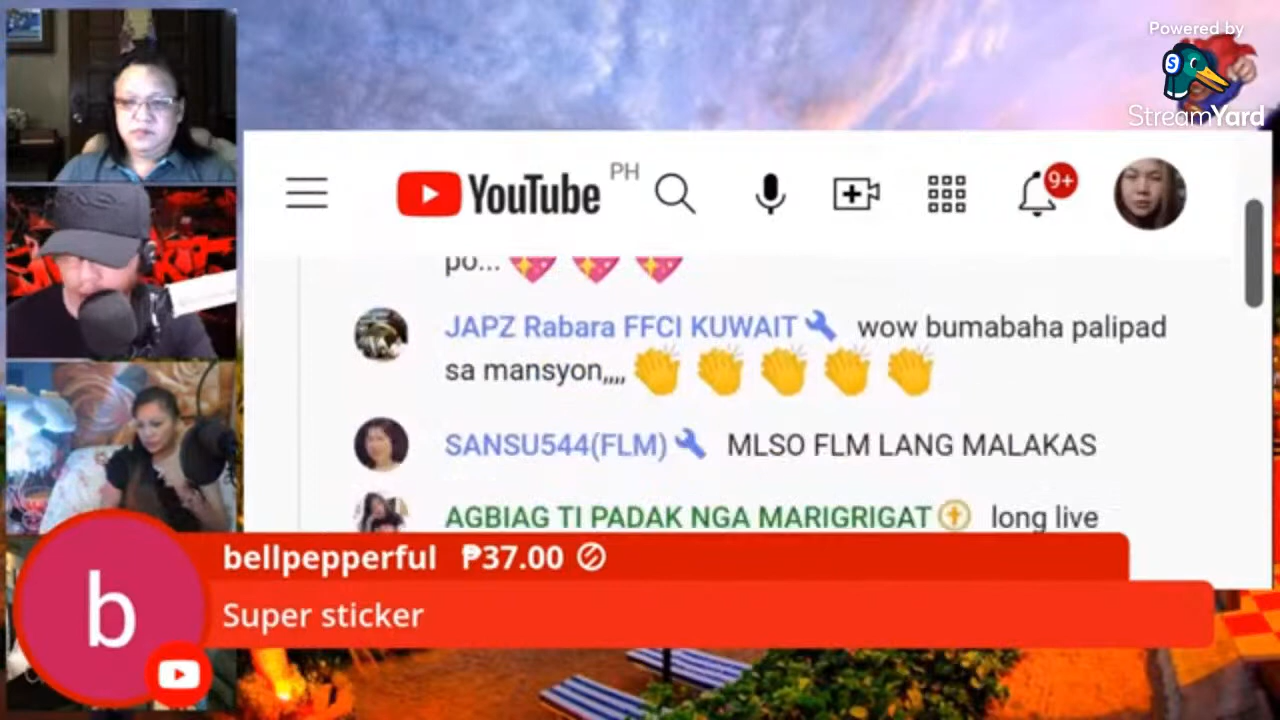 Powered by
StreamYard
YouTube PH
9+
po...
JAPZ Rabara FFCI KUWAIT wow bumabaha palipad
sa mansyon,,,,
SANSU544(FLM) MLSO FLM LANG MALAKAS
AGBIAG TI PADAK NGA MARIGRIGAT long live
bellpepperful ₱37.00
Super sticker
b